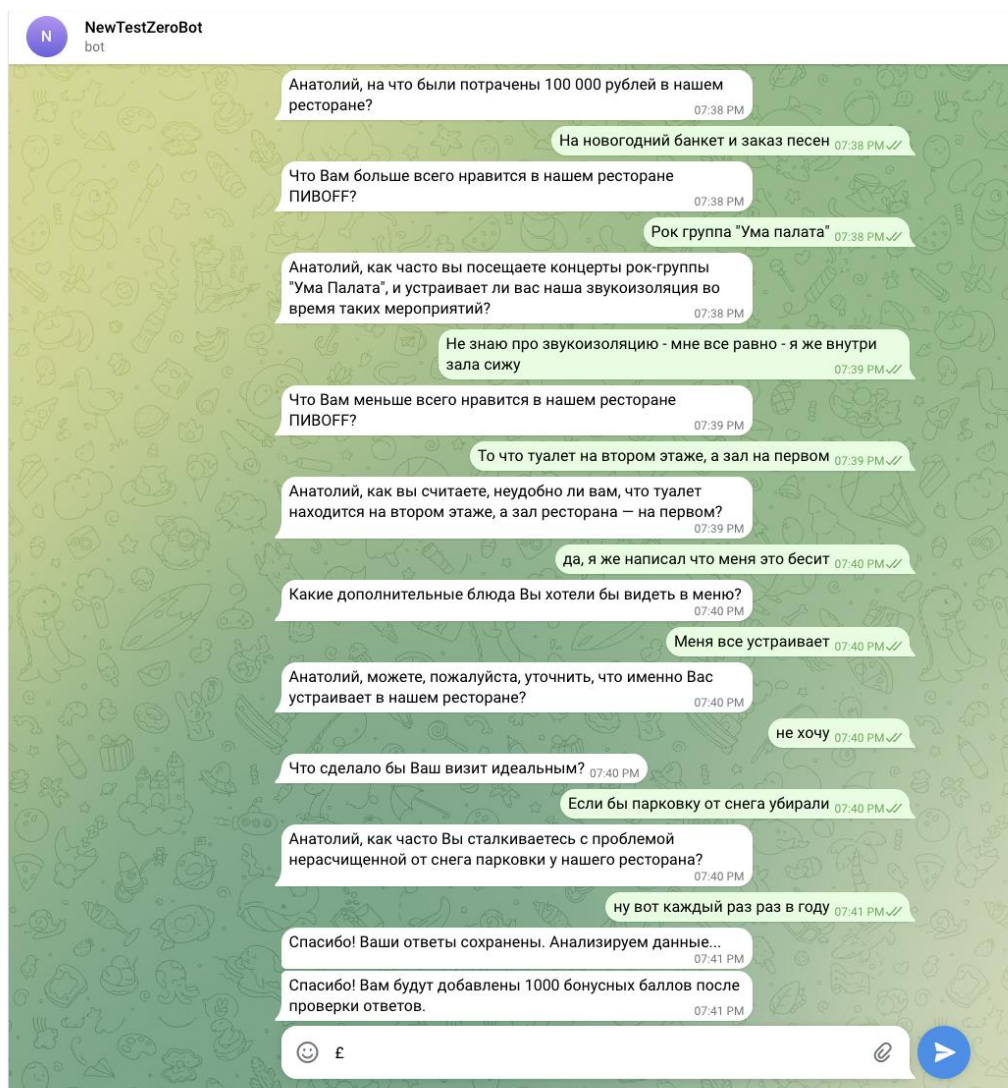 N
NewTestZeroBot
bot
Анатолий, на что были потрачены 100 000 рублей в нашем
ресторане?
07:38 PM
На новогодний банкет и заказ песен 07:38 PM
Что Вам больше всего нравится в нашем ресторане
ПИВОFF?
07:38 PM
Рок группа "Ума палата" 07:38 PM
Анатолий, как часто вы посещаете концерты рок-группы
"Ума Палата", и устраивает ли вас наша звукоизоляция во
время таких мероприятий?
07:38 PM
Не знаю про звукоизоляцию - мне все равно - я же внутри
зала сижу
07:39 PM
Что Вам меньше всего нравится в нашем ресторане
ПИВОFF?
07:39 PM
То что туалет на втором этаже, а зал на первом 07:39 PM
Анатолий, как вы считаете, неудобно ли вам, что туалет
находится на втором этаже, а зал ресторана — на первом?
07:39 PM
да, я же написал что меня это бесит 07:40 PM
Какие дополнительные блюда Вы хотели бы видеть в меню?
07:40 PM
Меня все устраивает 07:40 PM
Анатолий, можете, пожалуйста, уточнить, что именно Вас
устраивает в нашем ресторане?
07:40 PM
не хочу 07:40 PM
Что сделало бы Ваш визит идеальным? 07:40 PM
Если бы парковку от снега убирали 07:40 PM
Анатолий, как часто Вы сталкиваетесь с проблемой
нерасчищенной от снега парковки у нашего ресторана?
07:40 PM
ну вот каждый раз раз в году 07:41 PM
Спасибо! Ваши ответы сохранены. Анализируем данные...
07:41 PM
Спасибо! Вам будут добавлены 1000 бонусных баллов после
проверки ответов.
07:41 PM
£